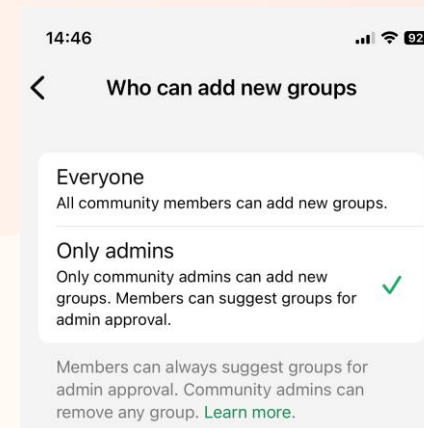 14:46
92
Who can add new groups
Everyone
All community members can add new groups.
Only admins
Only community admins can add new
groups. Members can suggest groups for
admin approval.
Members can always suggest groups for
admin approval. Community admins can
remove any group. Learn more.